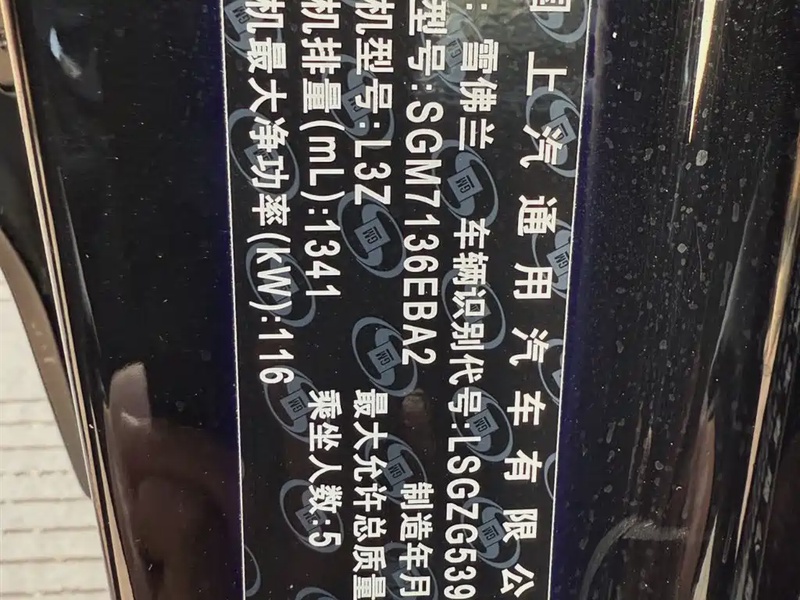 国上汽通用汽车有限公
:雪佛兰 车辆识别代号:LSGZG539
型号:SGM7136EBA2 制造年月
机型号:L3Z 最大允许总质量
机排量(mL):1341 乘坐人数:5
机最大净功率(kW):116